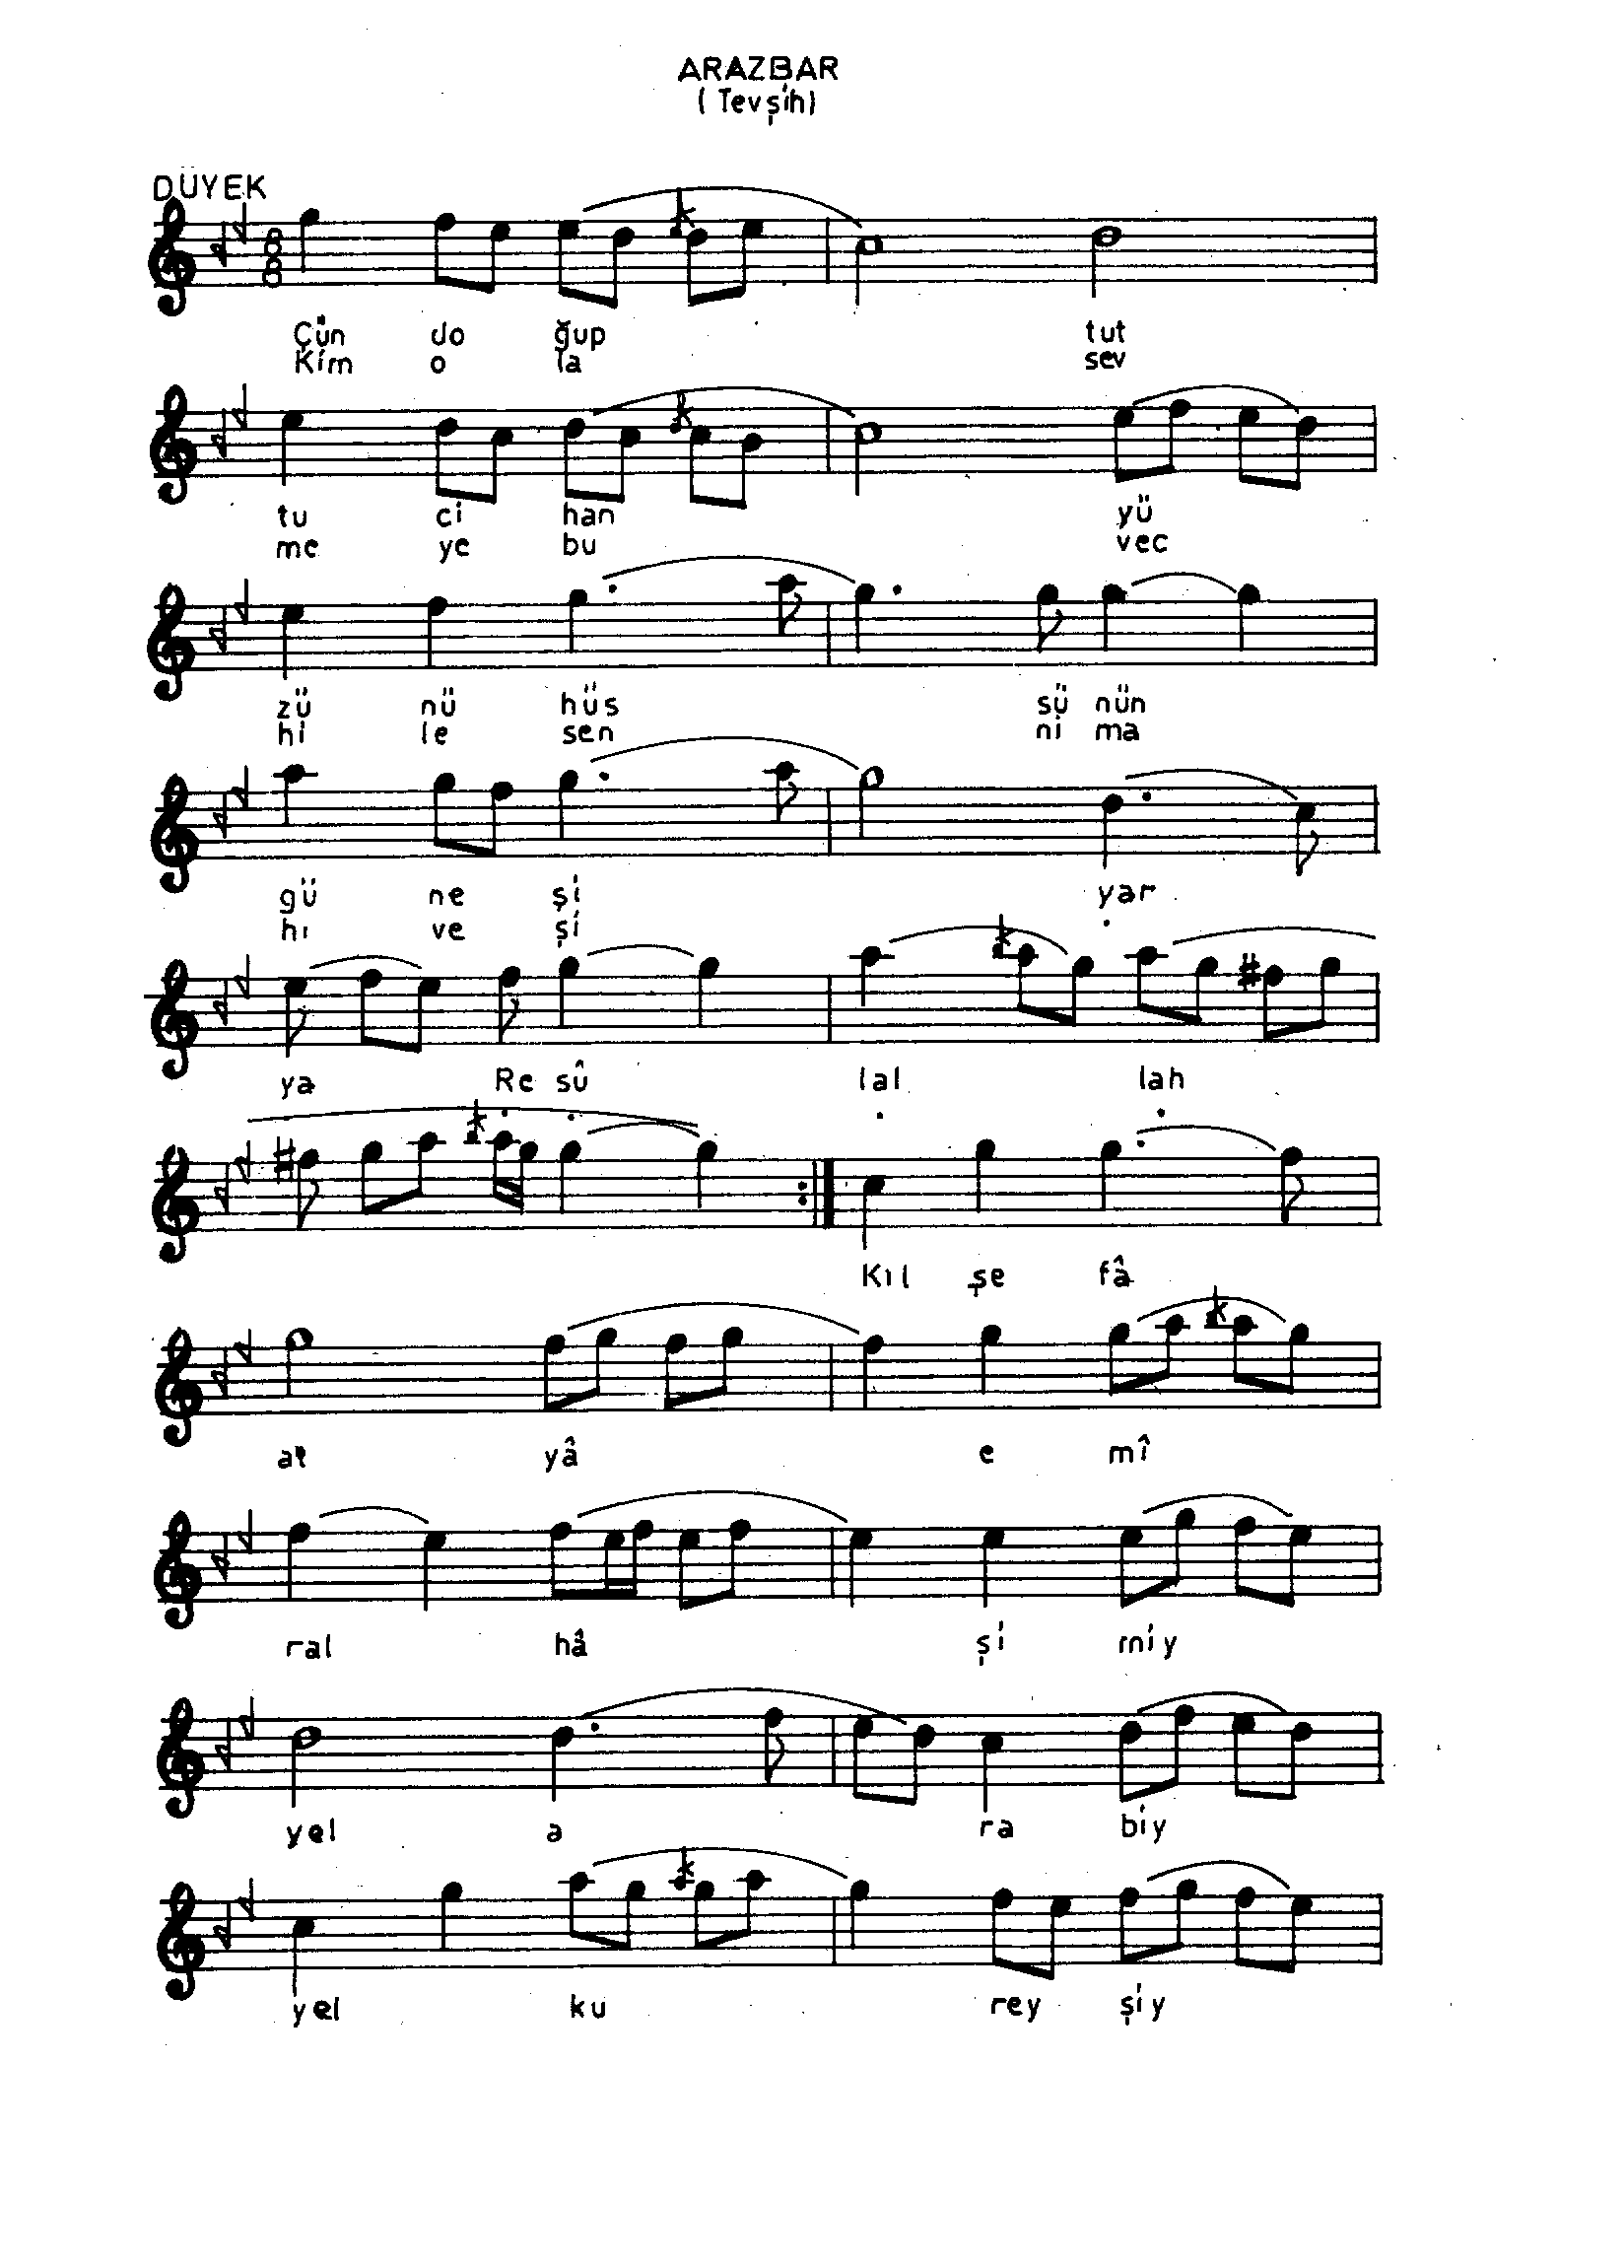 ARAZBAR
(Tevşih)
DÜYEK
8
8
Çün do ğup tut
Kim o la sev
tu ci han yü
me ye bu vec
zü nü hüs sü nün
hi le sen ni ma
gü ne şi yar
hı ve şi
ya Re sû lal lah
Kıl şe fâ
at yâ e mî
ral hâ şi miy
yel a ra biy
yel ku rey şiy